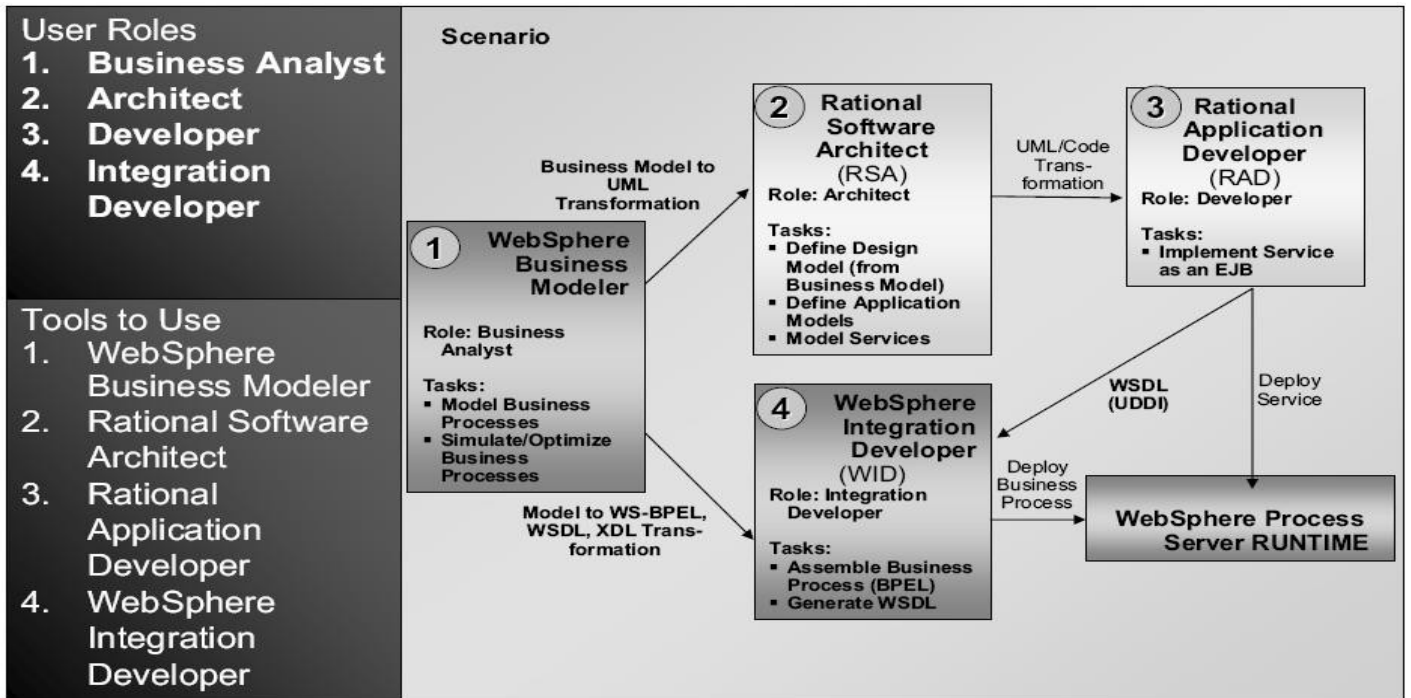 User Roles
1. Business Analyst
2. Architect
3. Developer
4. Integration
Developer
Tools to Use
1. WebSphere
Business Modeler
2. Rational Software
Architect
3. Rational
Application
Developer
4. WebSphere
Integration
Developer
Scenario
1 WebSphere
Business
Modeler
Role: Business
Analyst
Tasks:
▪ Model Business
Processes
▪ Simulate/Optimize
Business
Processes
Business Model to
UML
Transformation
2 Rational
Software
Architect
(RSA)
Role: Architect
Tasks:
▪ Define Design
Model (from
Business Model)
▪ Define Application
Models
▪ Model Services
UML/Code
Trans-
formation
3 Rational
Application
Developer
(RAD)
Role: Developer
Tasks:
▪ Implement Service
as an EJB
Model to WS-BPEL,
WSDL, XDL Trans-
formation
4 WebSphere
Integration
Developer
(WID)
Role: Integration
Developer
Tasks:
▪ Assemble Business
Process (BPEL)
▪ Generate WSDL
WSDL
(UDDI)
Deploy
Service
Deploy
Business
Process
WebSphere Process
Server RUNTIME